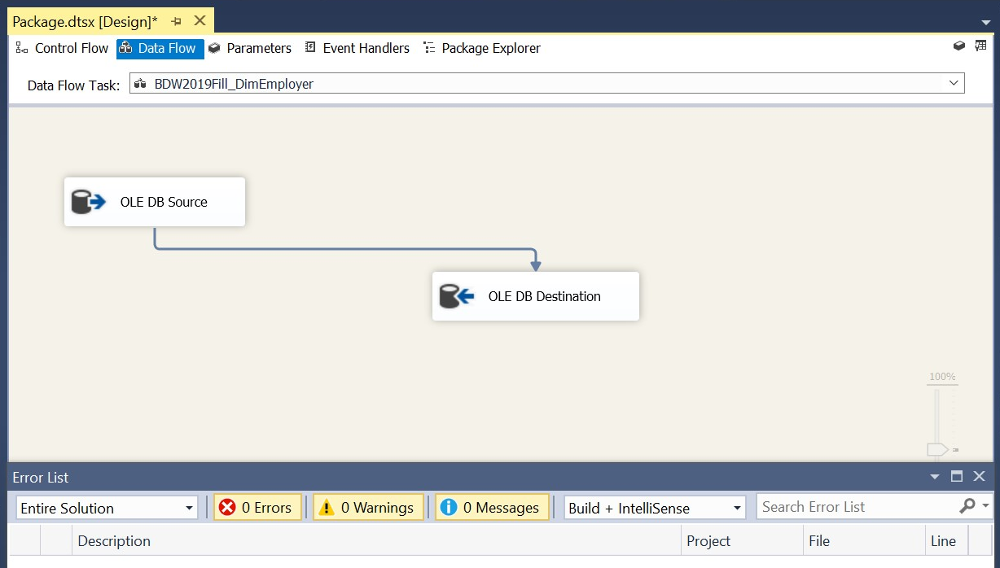 Package.dtsx [Design]*
Control Flow Data Flow Parameters Event Handlers Package Explorer
Data Flow Task: BDW2019Fill_DimEmployer
OLE DB Source
OLE DB Destination
100%
Error List
Entire Solution 0 Errors 0 Warnings 0 Messages Build + IntelliSense Search Error List
Description Project File Line